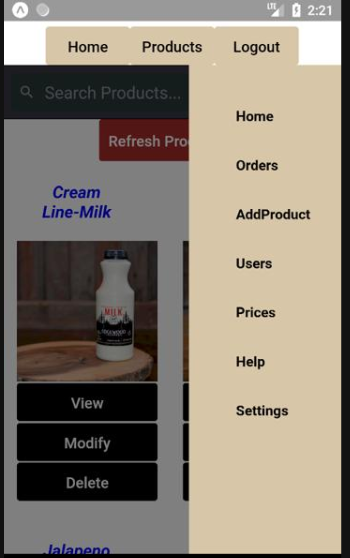 LTE 2:21
Home Products Logout
Search Products...
Refresh Pro
Home
Orders
AddProduct
Users
Prices
Help
Settings
Cream
Line-Milk
MILK
View
Modify
Delete
Jalapeno